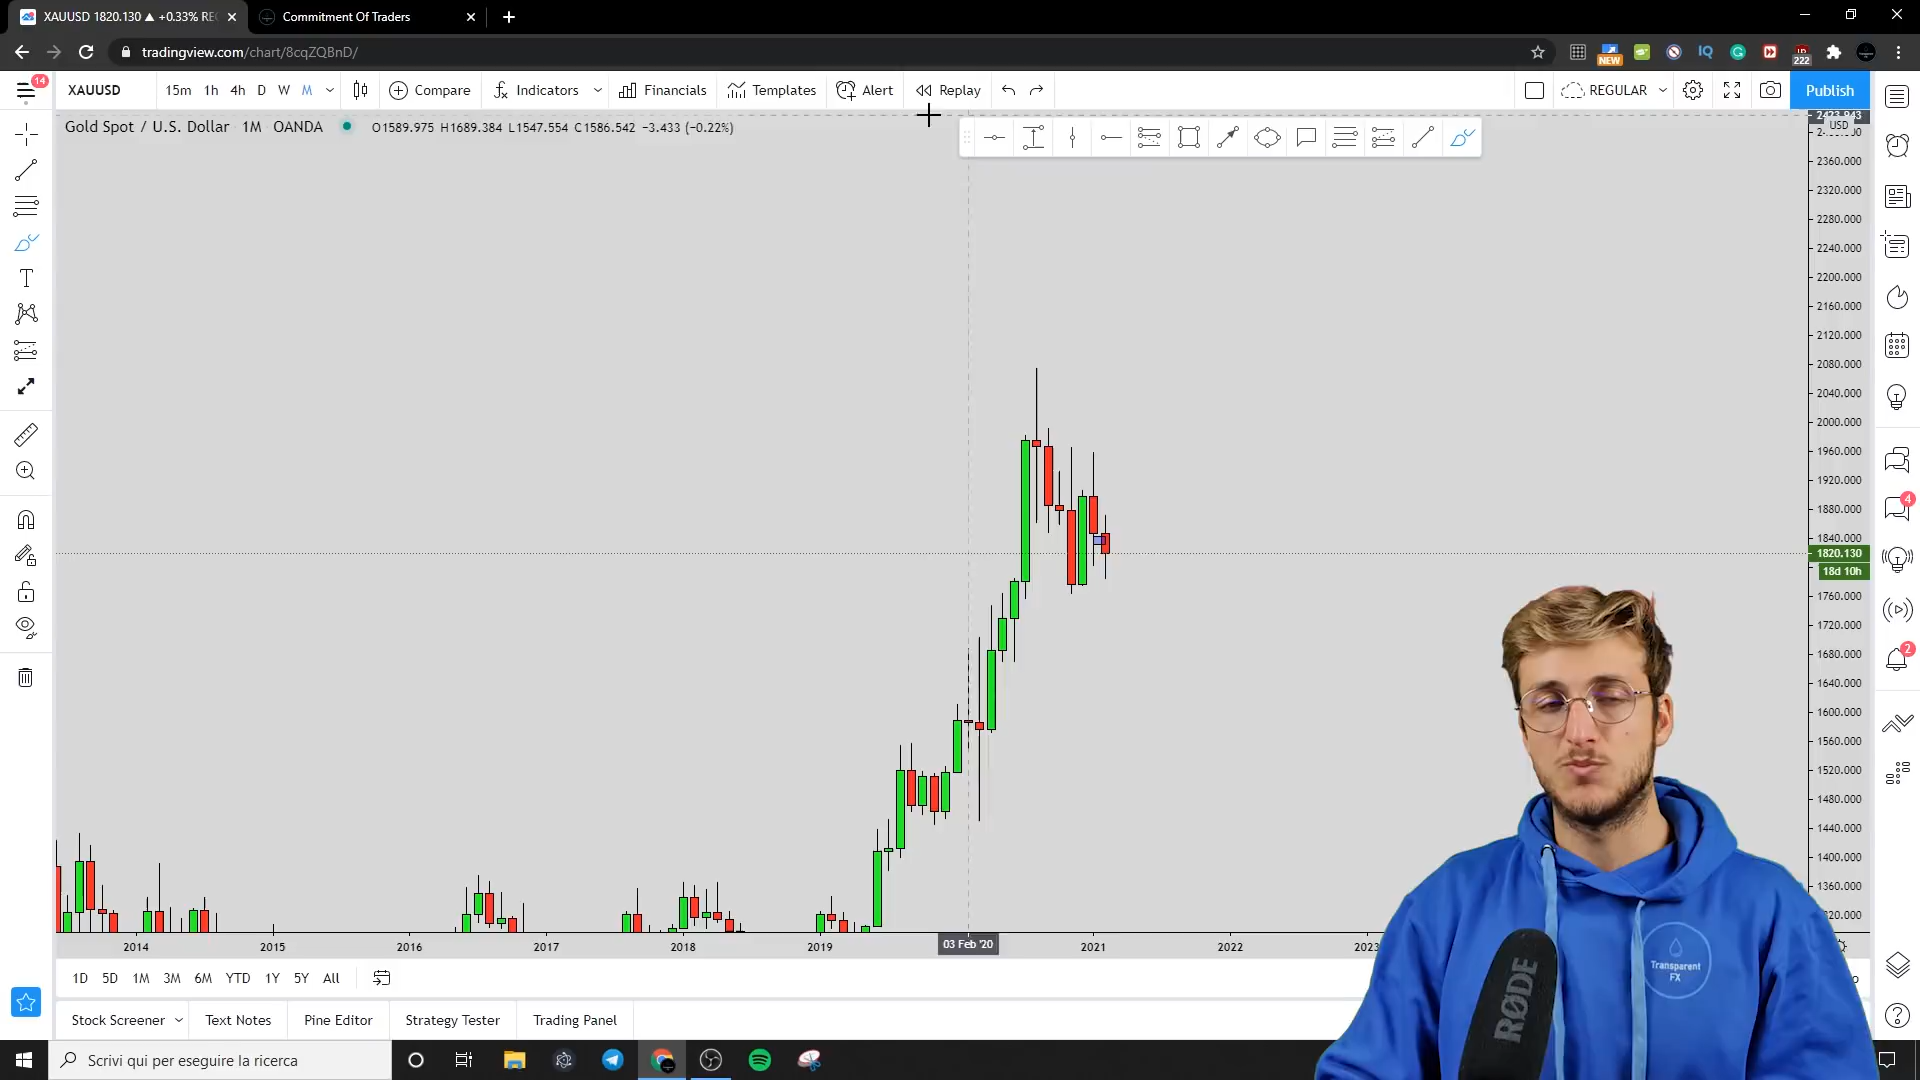 XAUUSD 1820.130 ▲ +0.33% RE
Commitment Of Traders
tradingview.com/chart/8cqZQBnD/
NEW
IQ
222
14
XAUUSD
15m 1h 4h D W M
Compare
Indicators
Financials
Templates
Alert
Replay
REGULAR
Publish
Gold Spot / U.S. Dollar 1M OANDA
O1589.975 H1689.384 L1547.554 C1586.542 −3.433 (−0.22%)
USD
2360.000
2320.000
2280.000
2240.000
2200.000
2160.000
2120.000
2080.000
2040.000
2000.000
1960.000
1920.000
1880.000
1840.000
1820.130
18d 10h
1760.000
1720.000
1680.000
1640.000
1600.000
1560.000
1520.000
1480.000
1440.000
1400.000
1360.000
4
2
2014 2015 2016 2017 2018 2019 03 Feb '20 2021 2022
1D 5D 1M 3M 6M YTD 1Y 5Y All
Stock Screener
Text Notes
Pine Editor
Strategy Tester
Trading Panel
Transparent
FX
RØDE
Scrivi qui per eseguire la ricerca